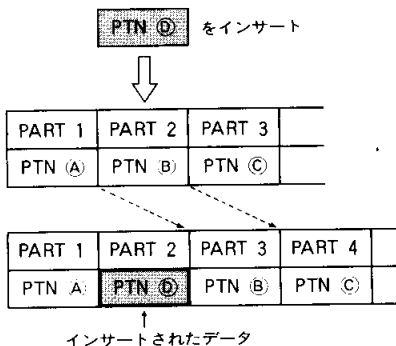 PTN Ⓓ をインサート
PART 1 PART 2 PART 3
PTN Ⓐ PTN Ⓑ PTN Ⓒ
PART 1 PART 2 PART 3 PART 4
PTN Ⓐ PTN Ⓓ PTN Ⓑ PTN Ⓒ
インサートされたデータ